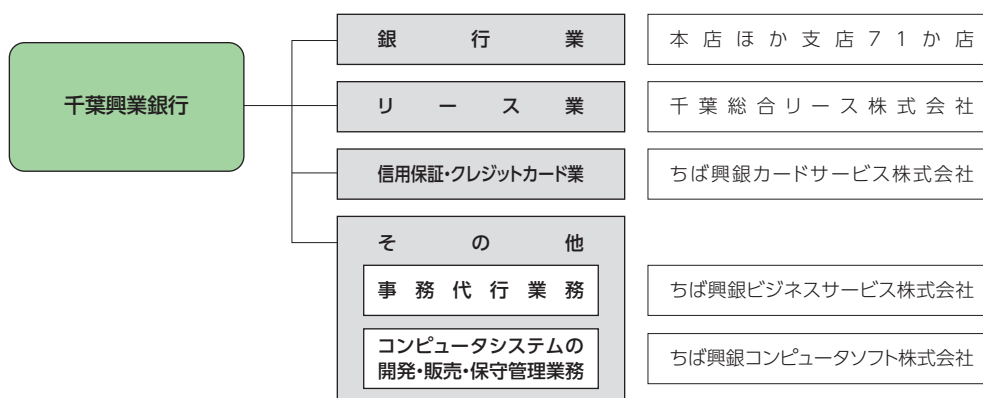 千葉興業銀行
銀行業
本店ほか支店71か店
リース業
千葉総合リース株式会社
信用保証・クレジットカード業
ちば興銀カードサービス株式会社
その他
事務代行業務
ちば興銀ビジネスサービス株式会社
コンピュータシステムの
開発・販売・保守管理業務
ちば興銀コンピュータソフト株式会社